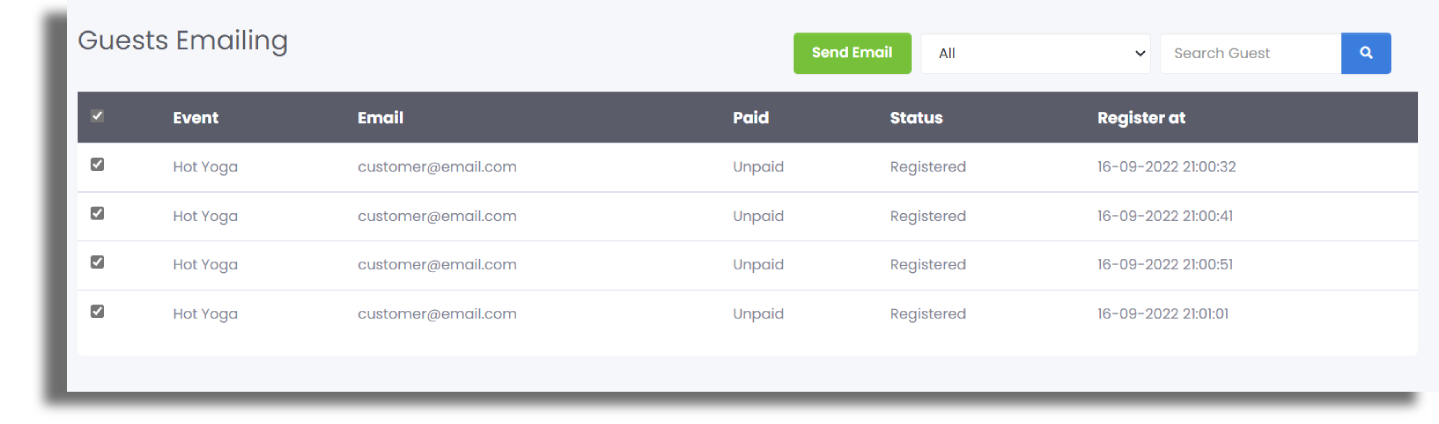 Guests Emailing
Send Email All Search Guest
Event Email Paid Status Register at
Hot Yoga customer@email.com Unpaid Registered 16-09-2022 21:00:32
Hot Yoga customer@email.com Unpaid Registered 16-09-2022 21:00:41
Hot Yoga customer@email.com Unpaid Registered 16-09-2022 21:00:51
Hot Yoga customer@email.com Unpaid Registered 16-09-2022 21:01:01